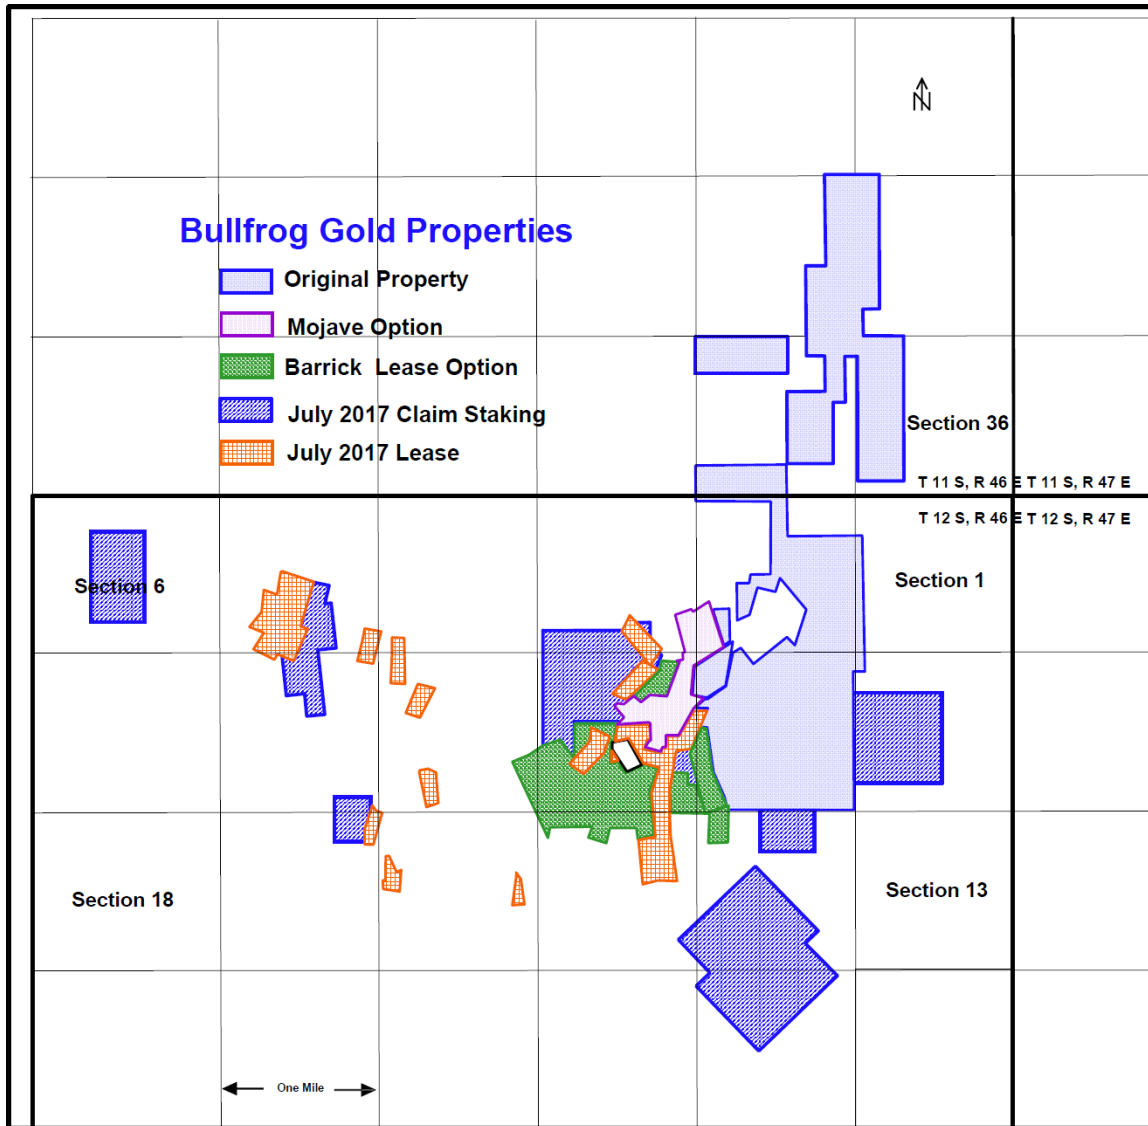 N
Bullfrog Gold Properties
Original Property
Mojave Option
Barrick Lease Option
July 2017 Claim Staking
July 2017 Lease
Section 36
T 11 S, R 46 E T 11 S, R 47 E
T 12 S, R 46 E T 12 S, R 47 E
Section 6
Section 1
Section 18
Section 13
One Mile